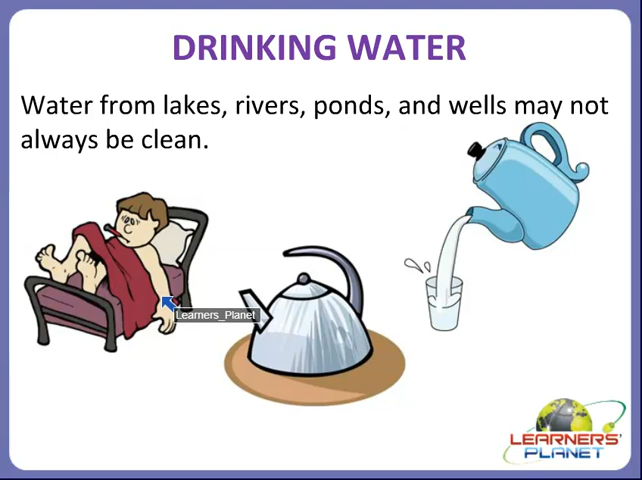 DRINKING WATER
Water from lakes, rivers, ponds, and wells may not
always be clean.
Learners_Planet
LEARNERS'
PLANET